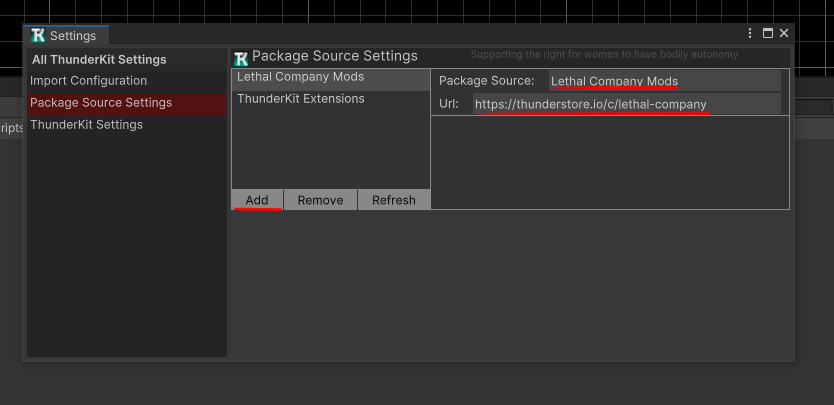 Settings
All ThunderKit Settings
Import Configuration
Package Source Settings
ThunderKit Settings
Package Source Settings
Supporting the right for women to have bodily autonomy
Lethal Company Mods
ThunderKit Extensions
Add
Remove
Refresh
Package Source: Lethal Company Mods
Url: https://thunderstore.io/c/lethal-company
ripts